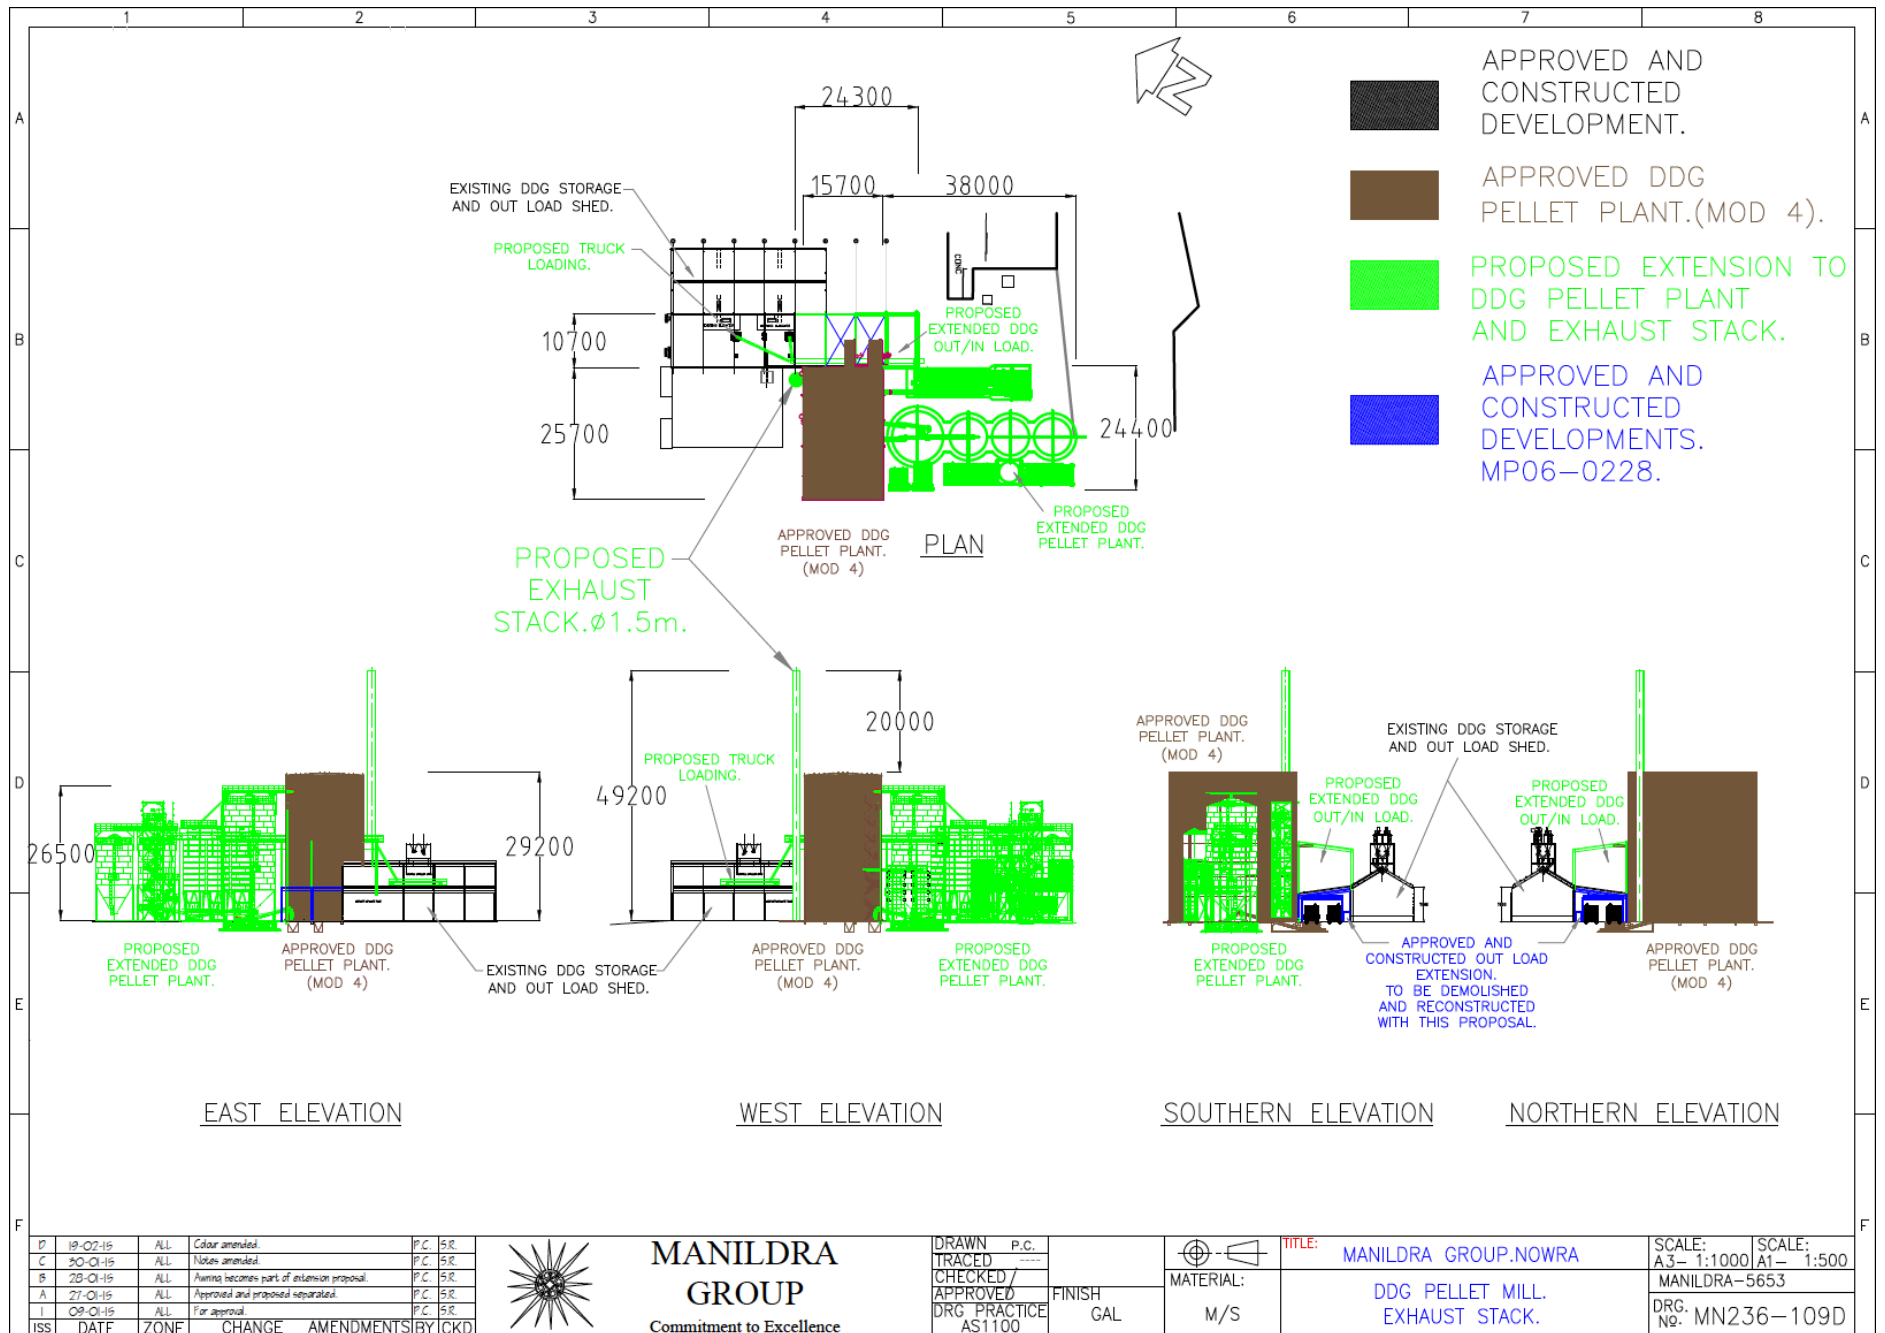 1 2 3 4 5 6 7 8
A
B
C
D
E
F
A
B
C
D
E
F
N
APPROVED AND
CONSTRUCTED
DEVELOPMENT.
APPROVED DDG
PELLET PLANT.(MOD 4).
PROPOSED EXTENSION TO
DDG PELLET PLANT
AND EXHAUST STACK.
APPROVED AND
CONSTRUCTED
DEVELOPMENTS.
MP06-0228.
24300
15700
38000
EXISTING DDG STORAGE
AND OUT LOAD SHED.
PROPOSED TRUCK
LOADING.
CONC
PROPOSED
EXTENDED DDG
OUT/IN LOAD.
10700
25700
24400
PROPOSED
EXTENDED DDG
PELLET PLANT.
APPROVED DDG
PELLET PLANT.
(MOD 4)
PLAN
PROPOSED
EXHAUST
STACK.ø1.5m.
26500
29200
PROPOSED
EXTENDED DDG
PELLET PLANT.
APPROVED DDG
PELLET PLANT.
(MOD 4)
EXISTING DDG STORAGE
AND OUT LOAD SHED.
EAST ELEVATION
49200
20000
PROPOSED TRUCK
LOADING.
APPROVED DDG
PELLET PLANT.
(MOD 4)
PROPOSED
EXTENDED DDG
PELLET PLANT.
WEST ELEVATION
APPROVED DDG
PELLET PLANT.
(MOD 4)
PROPOSED
EXTENDED DDG
OUT/IN LOAD.
EXISTING DDG STORAGE
AND OUT LOAD SHED.
PROPOSED
EXTENDED DDG
PELLET PLANT.
APPROVED AND
CONSTRUCTED OUT LOAD
EXTENSION.
TO BE DEMOLISHED
AND RECONSTRUCTED
WITH THIS PROPOSAL.
SOUTHERN ELEVATION
PROPOSED
EXTENDED DDG
OUT/IN LOAD.
APPROVED DDG
PELLET PLANT.
(MOD 4)
NORTHERN ELEVATION
D 19-02-15 ALL Colour amended. P.C. S.R.
C 30-01-15 ALL Notes amended. P.C. S.R.
B 28-01-15 ALL Awning becomes part of extension proposal. P.C. S.R.
A 27-01-15 ALL Approved and proposed separated. P.C. S.R.
1 09-01-15 ALL For approval. P.C. S.R.
ISS DATE ZONE CHANGE AMENDMENTS BY CKD
MANILDRA
GROUP
Commitment to Excellence
DRAWN P.C.
TRACED ----
CHECKED
APPROVED
DRG PRACTICE
AS1100
FINISH
GAL
MATERIAL:
M/S
TITLE: MANILDRA GROUP.NOWRA
DDG PELLET MILL.
EXHAUST STACK.
SCALE:
A3- 1:1000
SCALE:
A1- 1:500
MANILDRA-5653
DRG. No. MN236-109D